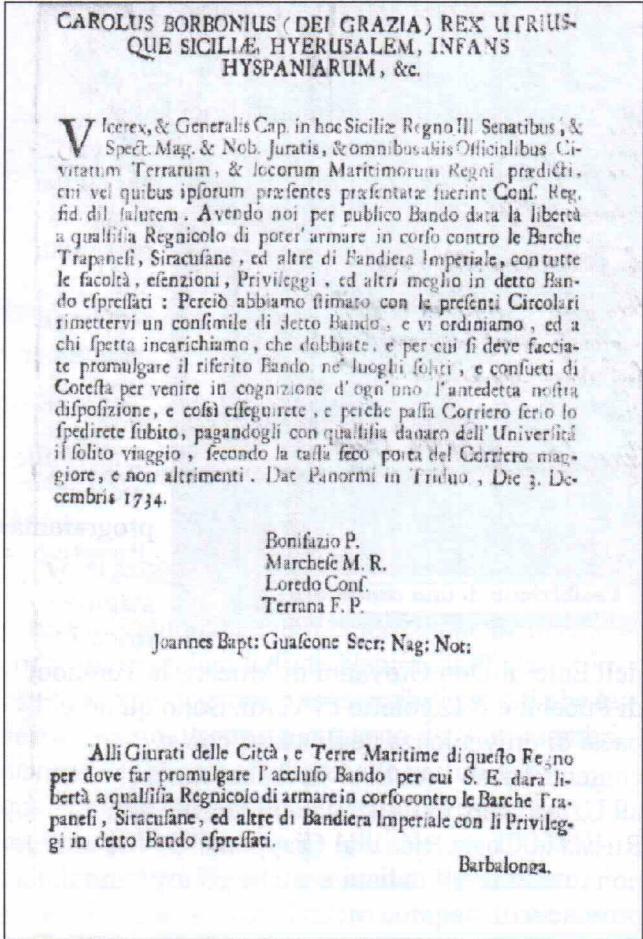 CAROLUS BORBONIUS (DEI GRAZIA) REX UTRIUS-
QUE SICILIÆ, HYERUSALEM, INFANS
HYSPANIARUM, &c.
VIcerex, & Generalis Cap. in hoc Siciliæ Regno Ill. Senatibus, &
Spect. Mag. & Nob. Juratis, & omnibus aliis Officialibus Ci-
vitatum Terrarum, & locorum Maritimorum Regni prædicti,
cui vel quibus ipsorum præsentes præsentatæ fuerint Cons. Reg.
fid. dil. salutem. Avendo noi per publico Bando data la libertà
a qualsisia Regnicolo di poter' armare in corso contro le Barche
Trapanesi, Siracusane, ed altre di Bandiera Imperiale, con tutte
le facoltà, esenzioni, Privileggi, ed altri meglio in detto Ban-
do espressati: Perciò abbiamo stimato con le presenti Circolari
rimettervi un consimile di detto Bando, e vi ordiniamo, ed a
chi spetta incarichiamo, che dobbiate, e per cui si deve faccia-
te promulgare il riferito Bando ne' luoghi soliti, e consueti di
Cotesta per venire in cognizione d'ogn'uno l'antedetta nostra
disposizione, e così esseguirete, e perche passa Corriero serio lo
spedirete subito, pagandogli con qualsisia danaro dell' Università
il solito viaggio, secondo la tassa seco porta del Corriero mag-
giore, e non altrimenti. Dat. Panormi in Triduo, Die 3. De-
cembris 1734.
Bonifazio P.
Marchese M. R.
Loredo Cons.
Terrana F. P.
Joannes Bapt: Guascone Secr: Nag: Not:
Alli Giurati delle Città, e Terre Maritime di questo Regno
per dove far promulgare l'accluso Bando per cui S. E. dara li-
bertà a qualsisia Regnicolo di armare in corso contro le Barche Tra-
panesi, Siracusane, ed altre di Bandiera Imperiale con li Privileg-
gi in detto Bando espressati.
Barbalonga.